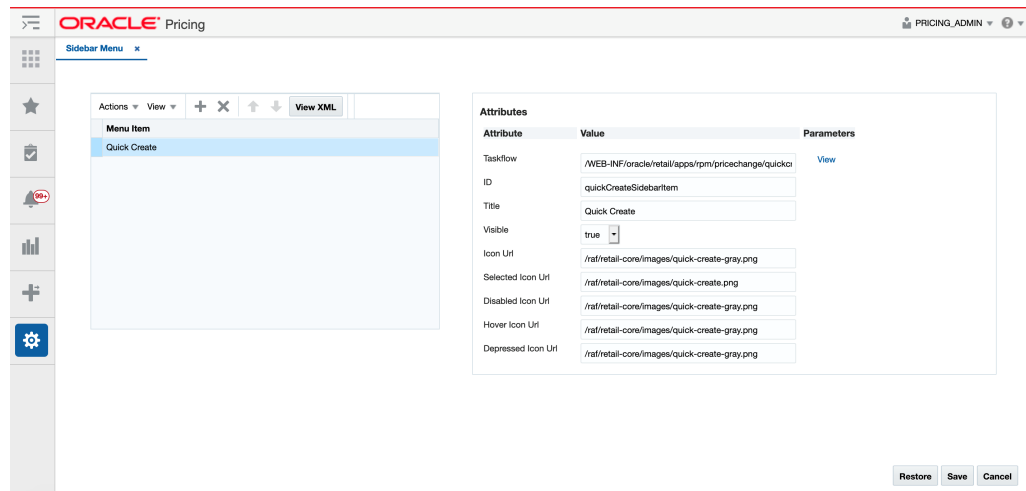 ORACLE® Pricing
PRICING_ADMIN
Sidebar Menu ×
Actions View View XML
Menu Item
Quick Create
99+
Attributes
Attribute Value Parameters
Taskflow /WEB-INF/oracle/retail/apps/rpm/pricechange/quickcr View
ID quickCreateSidebarItem
Title Quick Create
Visible true
Icon Url /raf/retail-core/images/quick-create-gray.png
Selected Icon Url /raf/retail-core/images/quick-create.png
Disabled Icon Url /raf/retail-core/images/quick-create-gray.png
Hover Icon Url /raf/retail-core/images/quick-create-gray.png
Depressed Icon Url /raf/retail-core/images/quick-create-gray.png
Restore Save Cancel